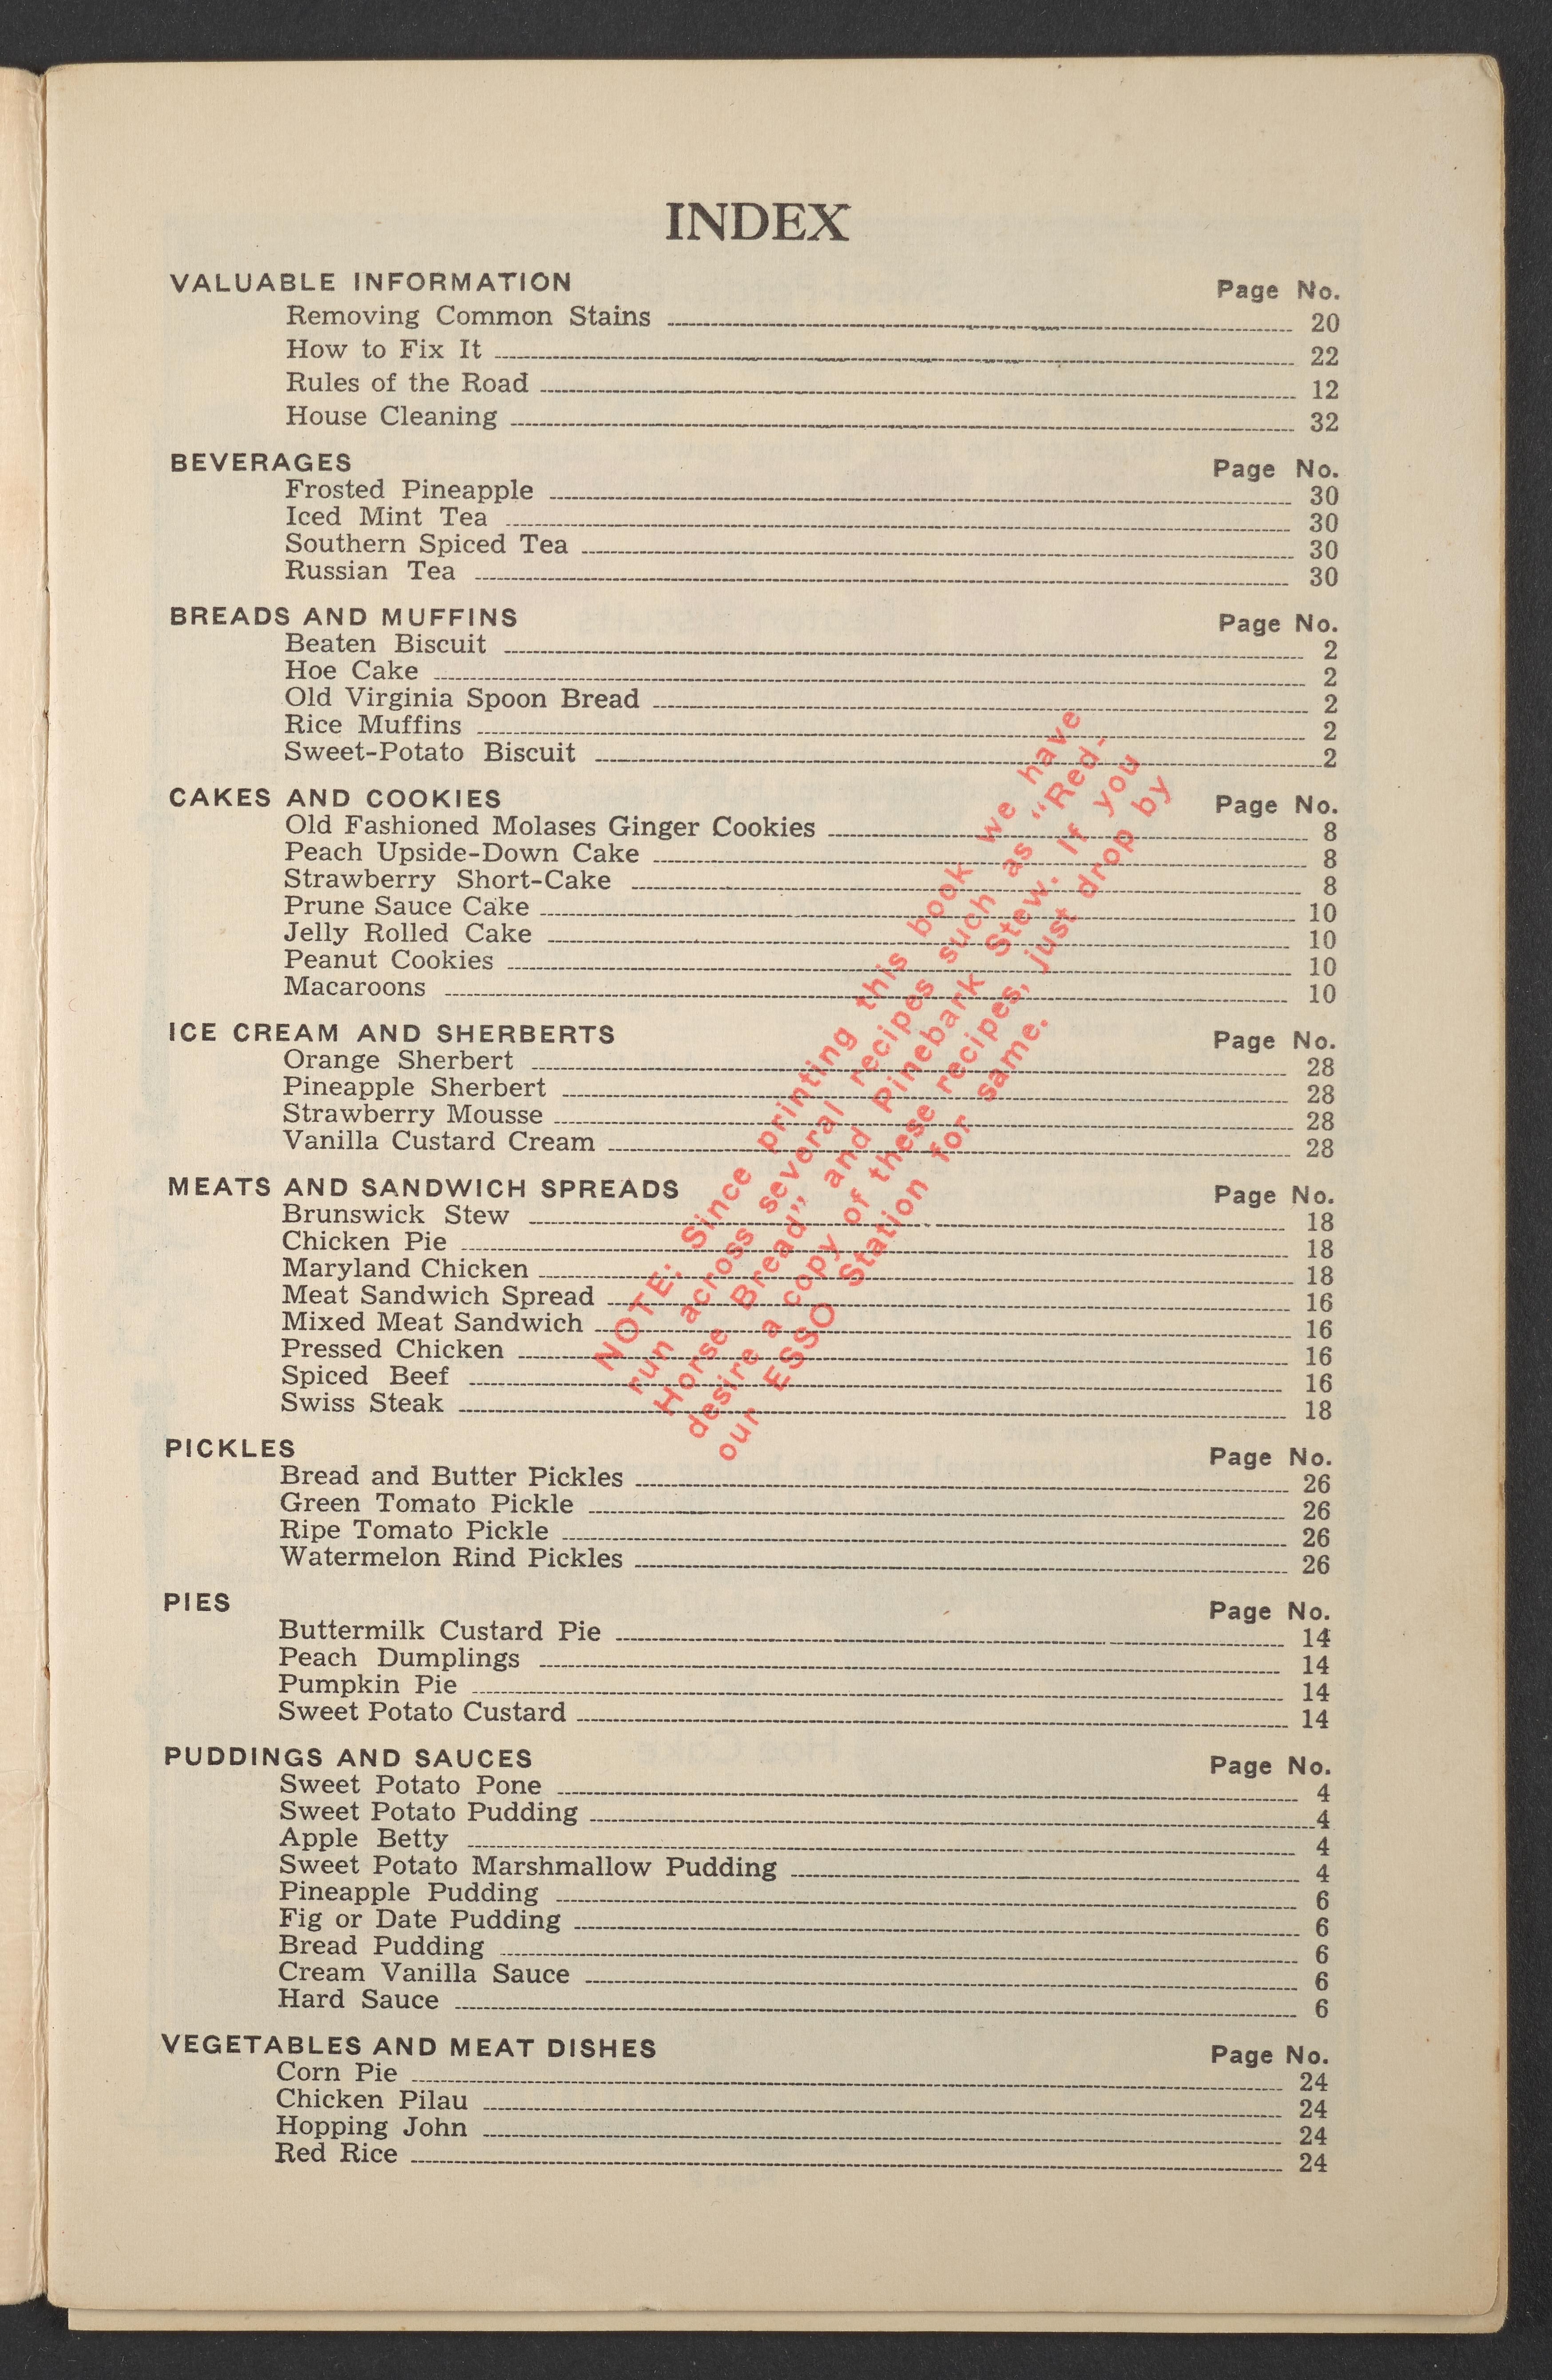 INDEX
VALUABLE INFORMATION Page No.
Removing Common Stains 20
How to Fix It 22
Rules of the Road 12
House Cleaning 32
BEVERAGES Page No.
Frosted Pineapple 30
Iced Mint Tea 30
Southern Spiced Tea 30
Russian Tea 30
BREADS AND MUFFINS Page No.
Beaten Biscuit 2
Hoe Cake 2
Old Virginia Spoon Bread 2
Rice Muffins 2
Sweet-Potato Biscuit 2
CAKES AND COOKIES Page No.
Old Fashioned Molases Ginger Cookies 8
Peach Upside-Down Cake 8
Strawberry Short-Cake 8
Prune Sauce Cake 10
Jelly Rolled Cake 10
Peanut Cookies 10
Macaroons 10
ICE CREAM AND SHERBERTS Page No.
Orange Sherbert 28
Pineapple Sherbert 28
Strawberry Mousse 28
Vanilla Custard Cream 28
MEATS AND SANDWICH SPREADS Page No.
Brunswick Stew 18
Chicken Pie 18
Maryland Chicken 18
Meat Sandwich Spread 16
Mixed Meat Sandwich 16
Pressed Chicken 16
Spiced Beef 16
Swiss Steak 18
PICKLES Page No.
Bread and Butter Pickles 26
Green Tomato Pickle 26
Ripe Tomato Pickle 26
Watermelon Rind Pickles 26
PIES Page No.
Buttermilk Custard Pie 14
Peach Dumplings 14
Pumpkin Pie 14
Sweet Potato Custard 14
PUDDINGS AND SAUCES Page No.
Sweet Potato Pone 4
Sweet Potato Pudding 4
Apple Betty 4
Sweet Potato Marshmallow Pudding 4
Pineapple Pudding 6
Fig or Date Pudding 6
Bread Pudding 6
Cream Vanilla Sauce 6
Hard Sauce 6
VEGETABLES AND MEAT DISHES Page No.
Corn Pie 24
Chicken Pilau 24
Hopping John 24
Red Rice 24
NOTE: Since printing this book we have
run across several recipes such as "Red-
Horse Bread" and Pinebark Stew. If you
desire a copy of these recipes, just drop by
our ESSO Station for same.